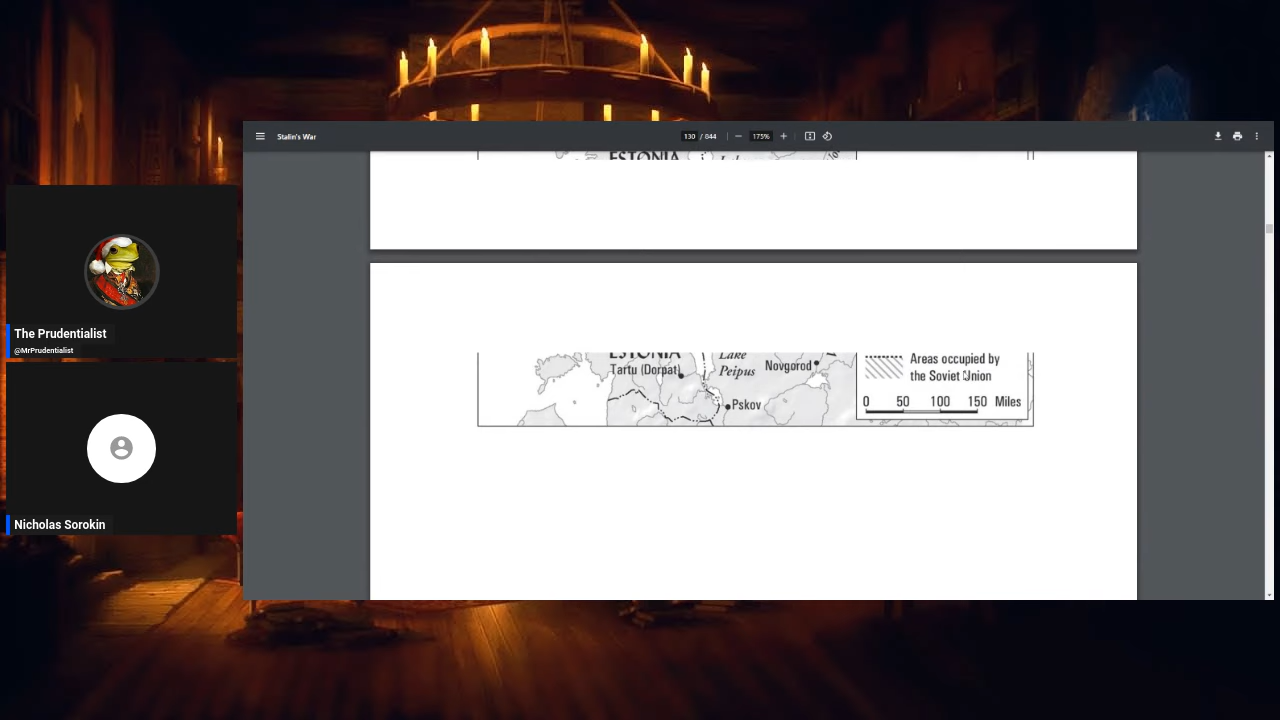 Stalin's War
130 / 844
175%
ESTONIA
The Prudentialist
@MrPrudentialist
Nicholas Sorokin
ESTONIA
Tartu (Dorpat)
Lake
Peipus
Novgorod
Pskov
Areas occupied by
the Soviet Union
0 50 100 150 Miles